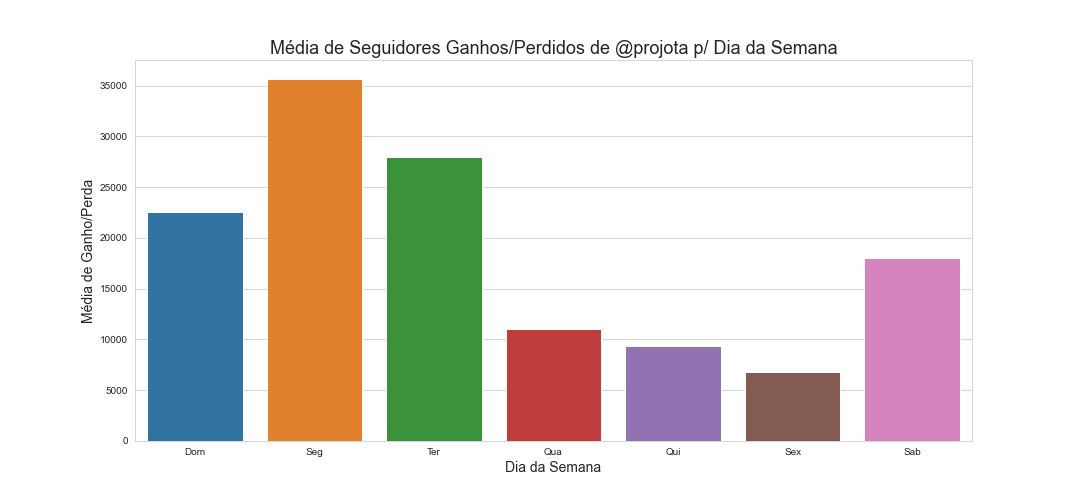 Média de Seguidores Ganhos/Perdidos de @projota p/ Dia da Semana
Média de Ganho/Perda
35000
30000
25000
20000
15000
10000
5000
0
Dom Seg Ter Qua Qui Sex Sab
Dia da Semana